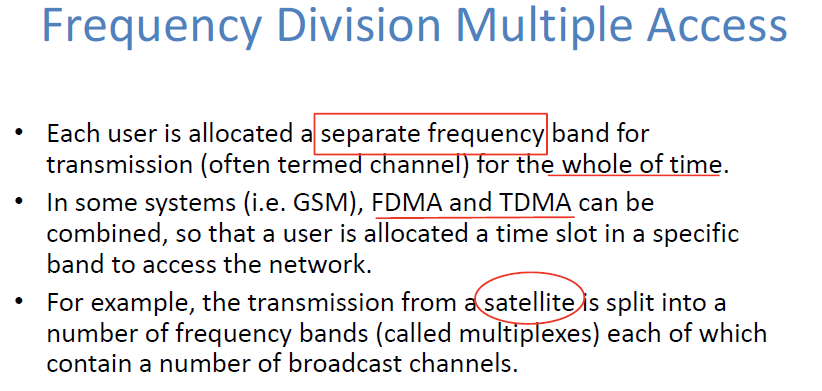 Frequency Division Multiple Access
• Each user is allocated a separate frequency band for
transmission (often termed channel) for the whole of time.
• In some systems (i.e. GSM), FDMA and TDMA can be
combined, so that a user is allocated a time slot in a specific
band to access the network.
• For example, the transmission from a satellite is split into a
number of frequency bands (called multiplexes) each of which
contain a number of broadcast channels.